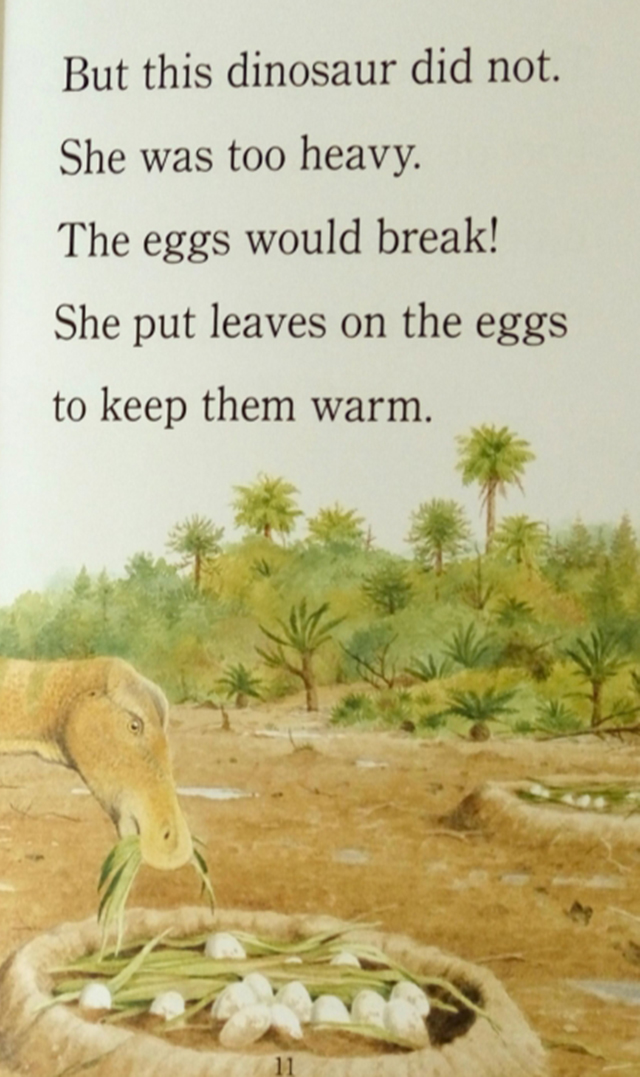 But this dinosaur did not.
She was too heavy.
The eggs would break!
She put leaves on the eggs
to keep them warm.
11